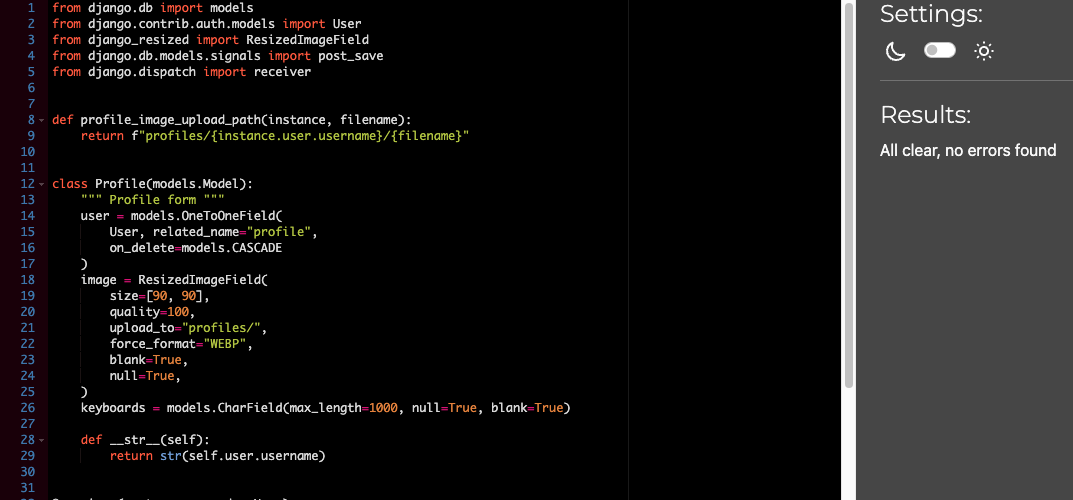 1 from django.db import models
2 from django.contrib.auth.models import User
3 from django_resized import ResizedImageField
4 from django.db.models.signals import post_save
5 from django.dispatch import receiver
6
7
8 def profile_image_upload_path(instance, filename):
9     return f"profiles/{instance.user.username}/{filename}"
10
11
12 class Profile(models.Model):
13     """ Profile form """
14     user = models.OneToOneField(
15         User, related_name="profile",
16         on_delete=models.CASCADE
17     )
18     image = ResizedImageField(
19         size=[90, 90],
20         quality=100,
21         upload_to="profiles/",
22         force_format="WEBP",
23         blank=True,
24         null=True,
25     )
26     keyboards = models.CharField(max_length=1000, null=True, blank=True)
27
28     def __str__(self):
29         return str(self.user.username)
30
31
Settings:
Results:
All clear, no errors found